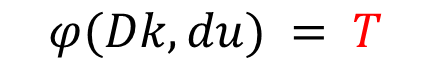 φ(Dk, du) = T